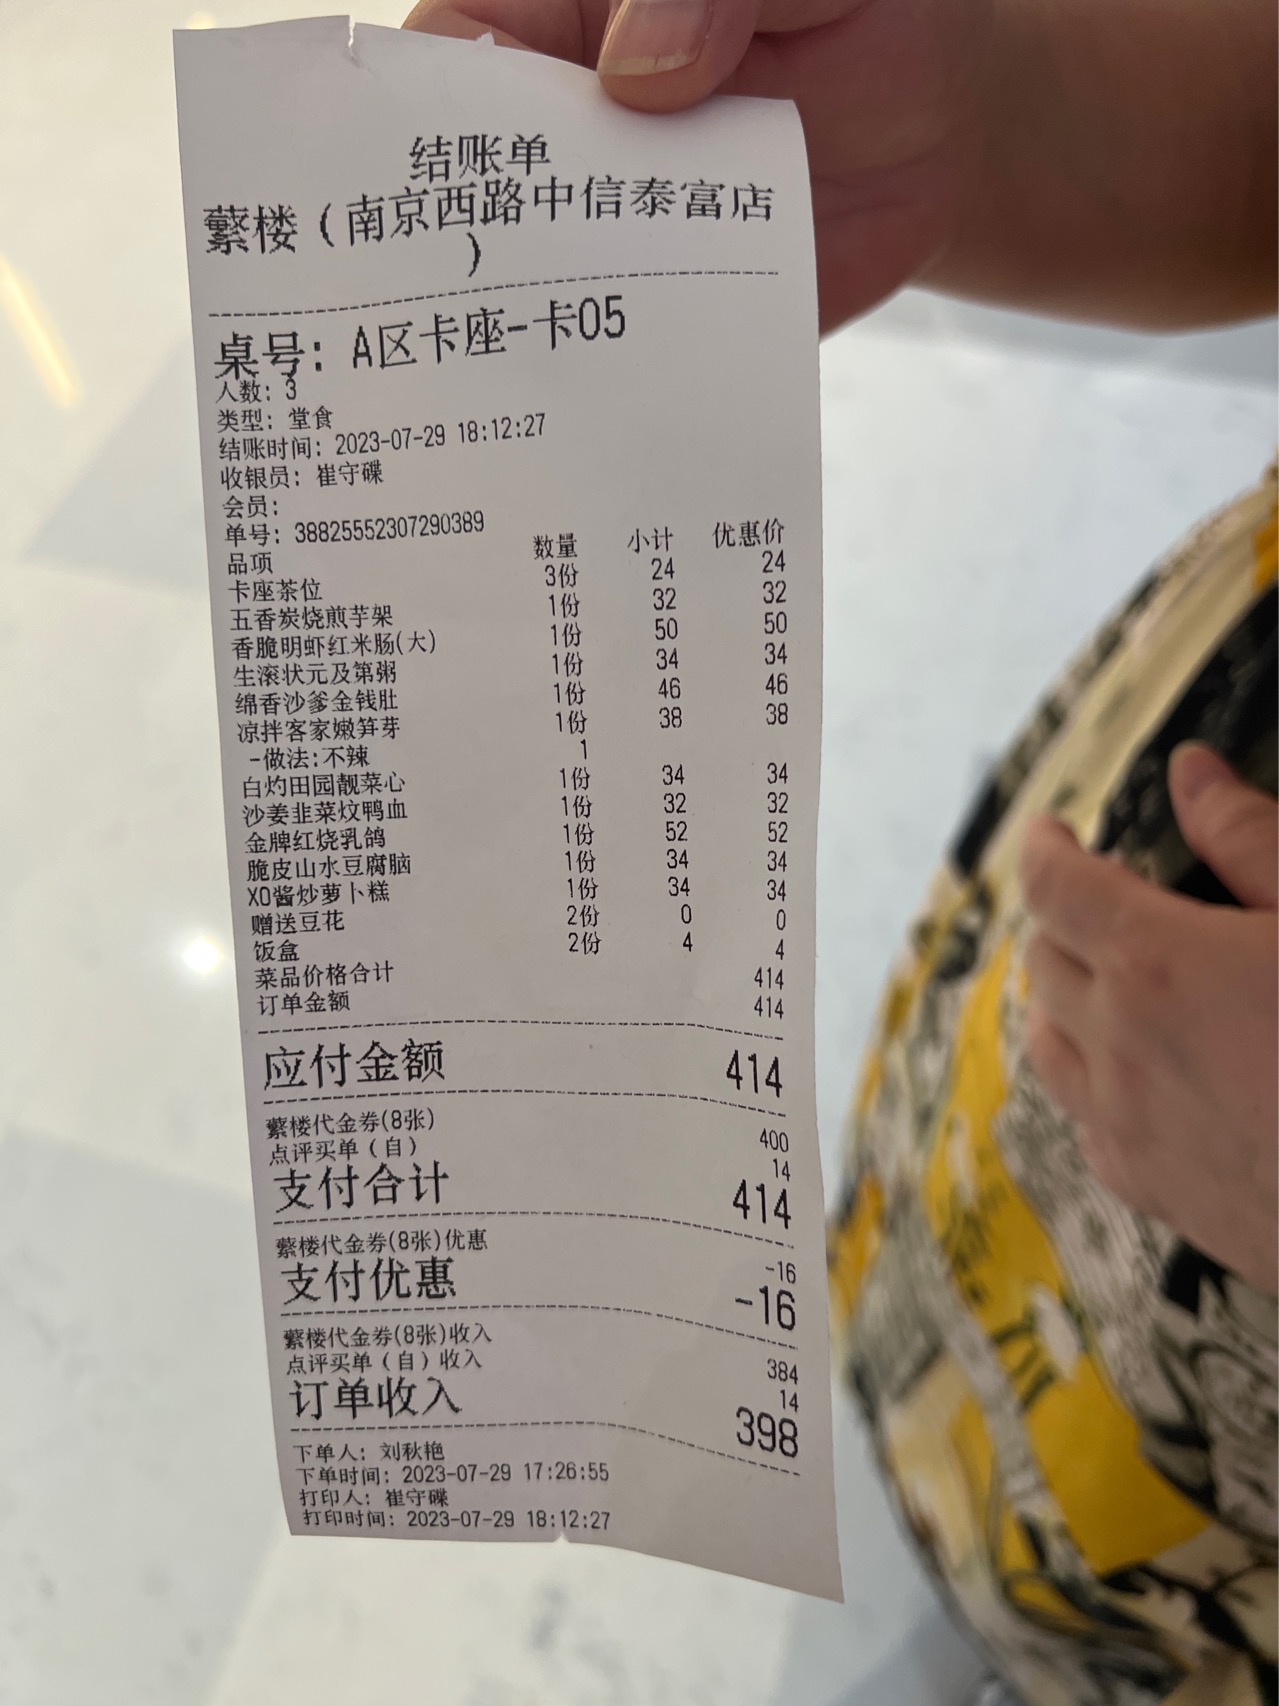 结账单
蘩楼（南京西路中信泰富店
）
桌号: A区卡座-卡05
人数: 3
类型: 堂食
结账时间: 2023-07-29 18:12:27
收银员: 崔守碟
会员:
单号: 38825552307290389
品项 数量 小计 优惠价
卡座茶位 3份 24 24
五香炭烧煎芋架 1份 32 32
香脆明虾红米肠(大) 1份 50 50
生滚状元及第粥 1份 34 34
绵香沙爹金钱肚 1份 46 46
凉拌客家嫩笋芽 1份 38 38
-做法:不辣 1
白灼田园靓菜心 1份 34 34
沙姜韭菜炆鸭血 1份 32 32
金牌红烧乳鸽 1份 52 52
脆皮山水豆腐脑 1份 34 34
XO酱炒萝卜糕 1份 34 34
赠送豆花 2份 0 0
饭盒 2份 4 4
菜品价格合计 414
订单金额 414
应付金额 414
蘩楼代金券(8张) 400
点评买单（自） 14
支付合计 414
蘩楼代金券(8张)优惠 -16
支付优惠 -16
蘩楼代金券(8张)收入 384
点评买单（自）收入 14
订单收入 398
下单人: 刘秋艳
下单时间: 2023-07-29 17:26:55
打印人: 崔守碟
打印时间: 2023-07-29 18:12:27